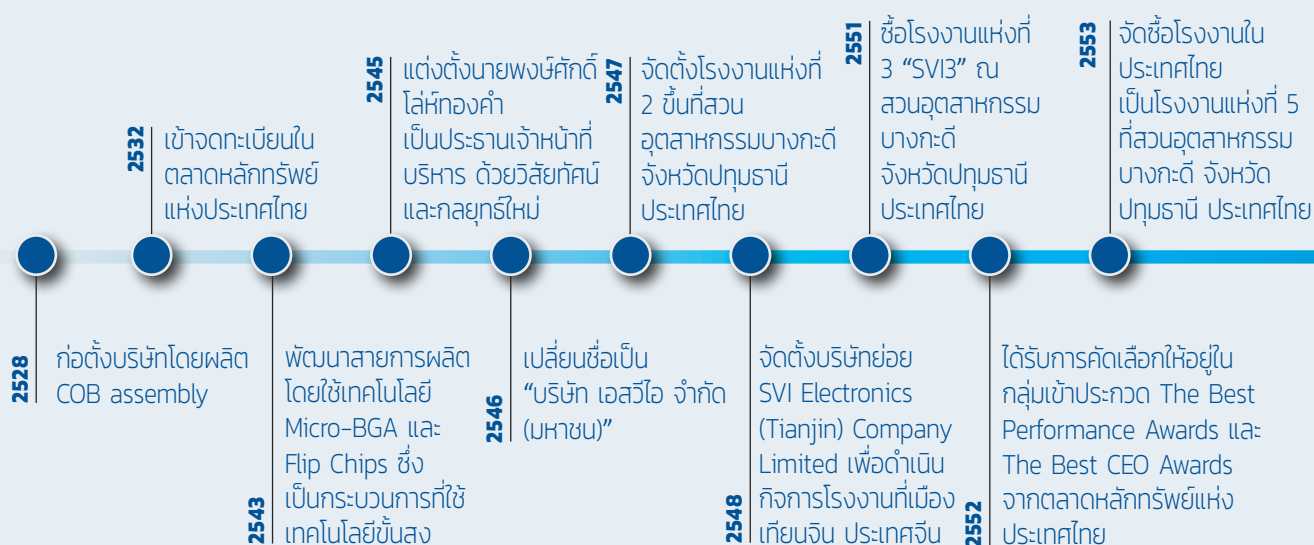 2528
ก่อตั้งบริษัทโดยผลิต
COB assembly
2532
เข้าจดทะเบียนใน
ตลาดหลักทรัพย์
แห่งประเทศไทย
2543
พัฒนาสายการผลิต
โดยใช้เทคโนโลยี
Micro-BGA และ
Flip Chips ซึ่ง
เป็นกระบวนการที่ใช้
เทคโนโลยีขั้นสูง
2545
แต่งตั้งนายพงษ์ศักดิ์
โล่ห์ทองคำ
เป็นประธานเจ้าหน้าที่
บริหาร ด้วยวิสัยทัศน์
และกลยุทธ์ใหม่
2546
เปลี่ยนชื่อเป็น
“บริษัท เอสวีไอ จำกัด
(มหาชน)”
2547
จัดตั้งโรงงานแห่งที่
2 ขึ้นที่สวน
อุตสาหกรรมบางกะดี
จังหวัดปทุมธานี
ประเทศไทย
2548
จัดตั้งบริษัทย่อย
SVI Electronics
(Tianjin) Company
Limited เพื่อดำเนิน
กิจการโรงงานที่เมือง
เทียนจิน ประเทศจีน
2551
ซื้อโรงงานแห่งที่
3 “SVI3” ณ
สวนอุตสาหกรรม
บางกะดี
จังหวัดปทุมธานี
ประเทศไทย
2552
ได้รับการคัดเลือกให้อยู่ใน
กลุ่มเข้าประกวด The Best
Performance Awards และ
The Best CEO Awards
จากตลาดหลักทรัพย์แห่ง
ประเทศไทย
2553
จัดซื้อโรงงานใน
ประเทศไทย
เป็นโรงงานแห่งที่ 5
ที่สวนอุตสาหกรรม
บางกะดี จังหวัด
ปทุมธานี ประเทศไทย